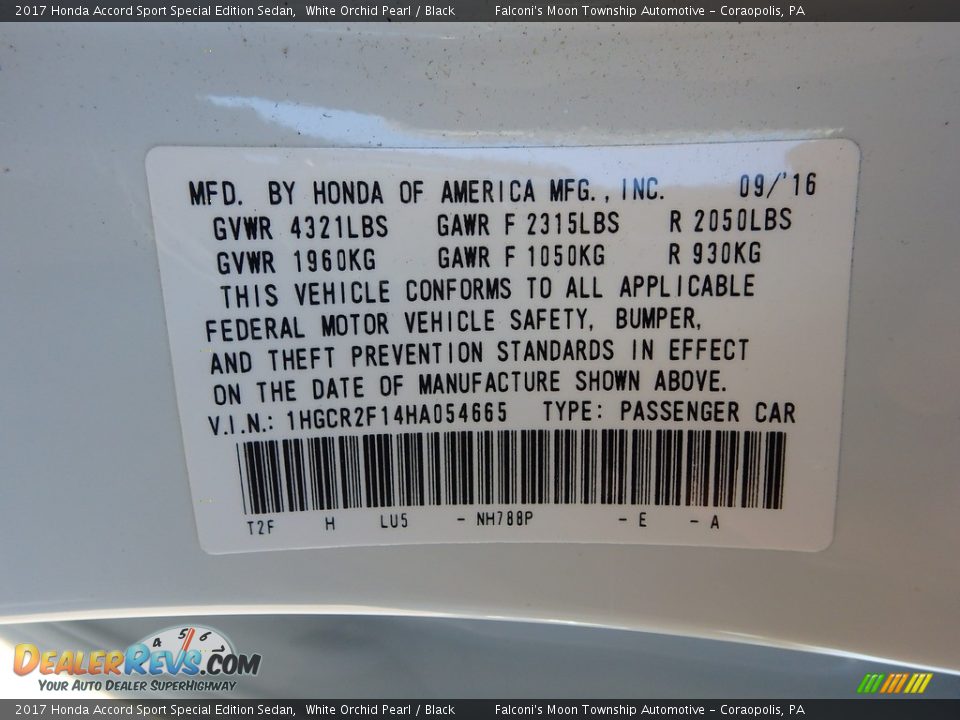 2017 Honda Accord Sport Special Edition Sedan, White Orchid Pearl / Black Falconi's Moon Township Automotive - Coraopolis, PA
MFD. BY HONDA OF AMERICA MFG., INC. 09/'16
GVWR 4321LBS GAWR F 2315LBS R 2050LBS
GVWR 1960KG GAWR F 1050KG R 930KG
THIS VEHICLE CONFORMS TO ALL APPLICABLE
FEDERAL MOTOR VEHICLE SAFETY, BUMPER,
AND THEFT PREVENTION STANDARDS IN EFFECT
ON THE DATE OF MANUFACTURE SHOWN ABOVE.
V.I.N.: 1HGCR2F14HA054665 TYPE: PASSENGER CAR
T2F H LU5 - NH788P - E - A
4 5 6 7
DEALERREVS.COM
YOUR AUTO DEALER SUPERHIGHWAY
2017 Honda Accord Sport Special Edition Sedan, White Orchid Pearl / Black Falconi's Moon Township Automotive - Coraopolis, PA